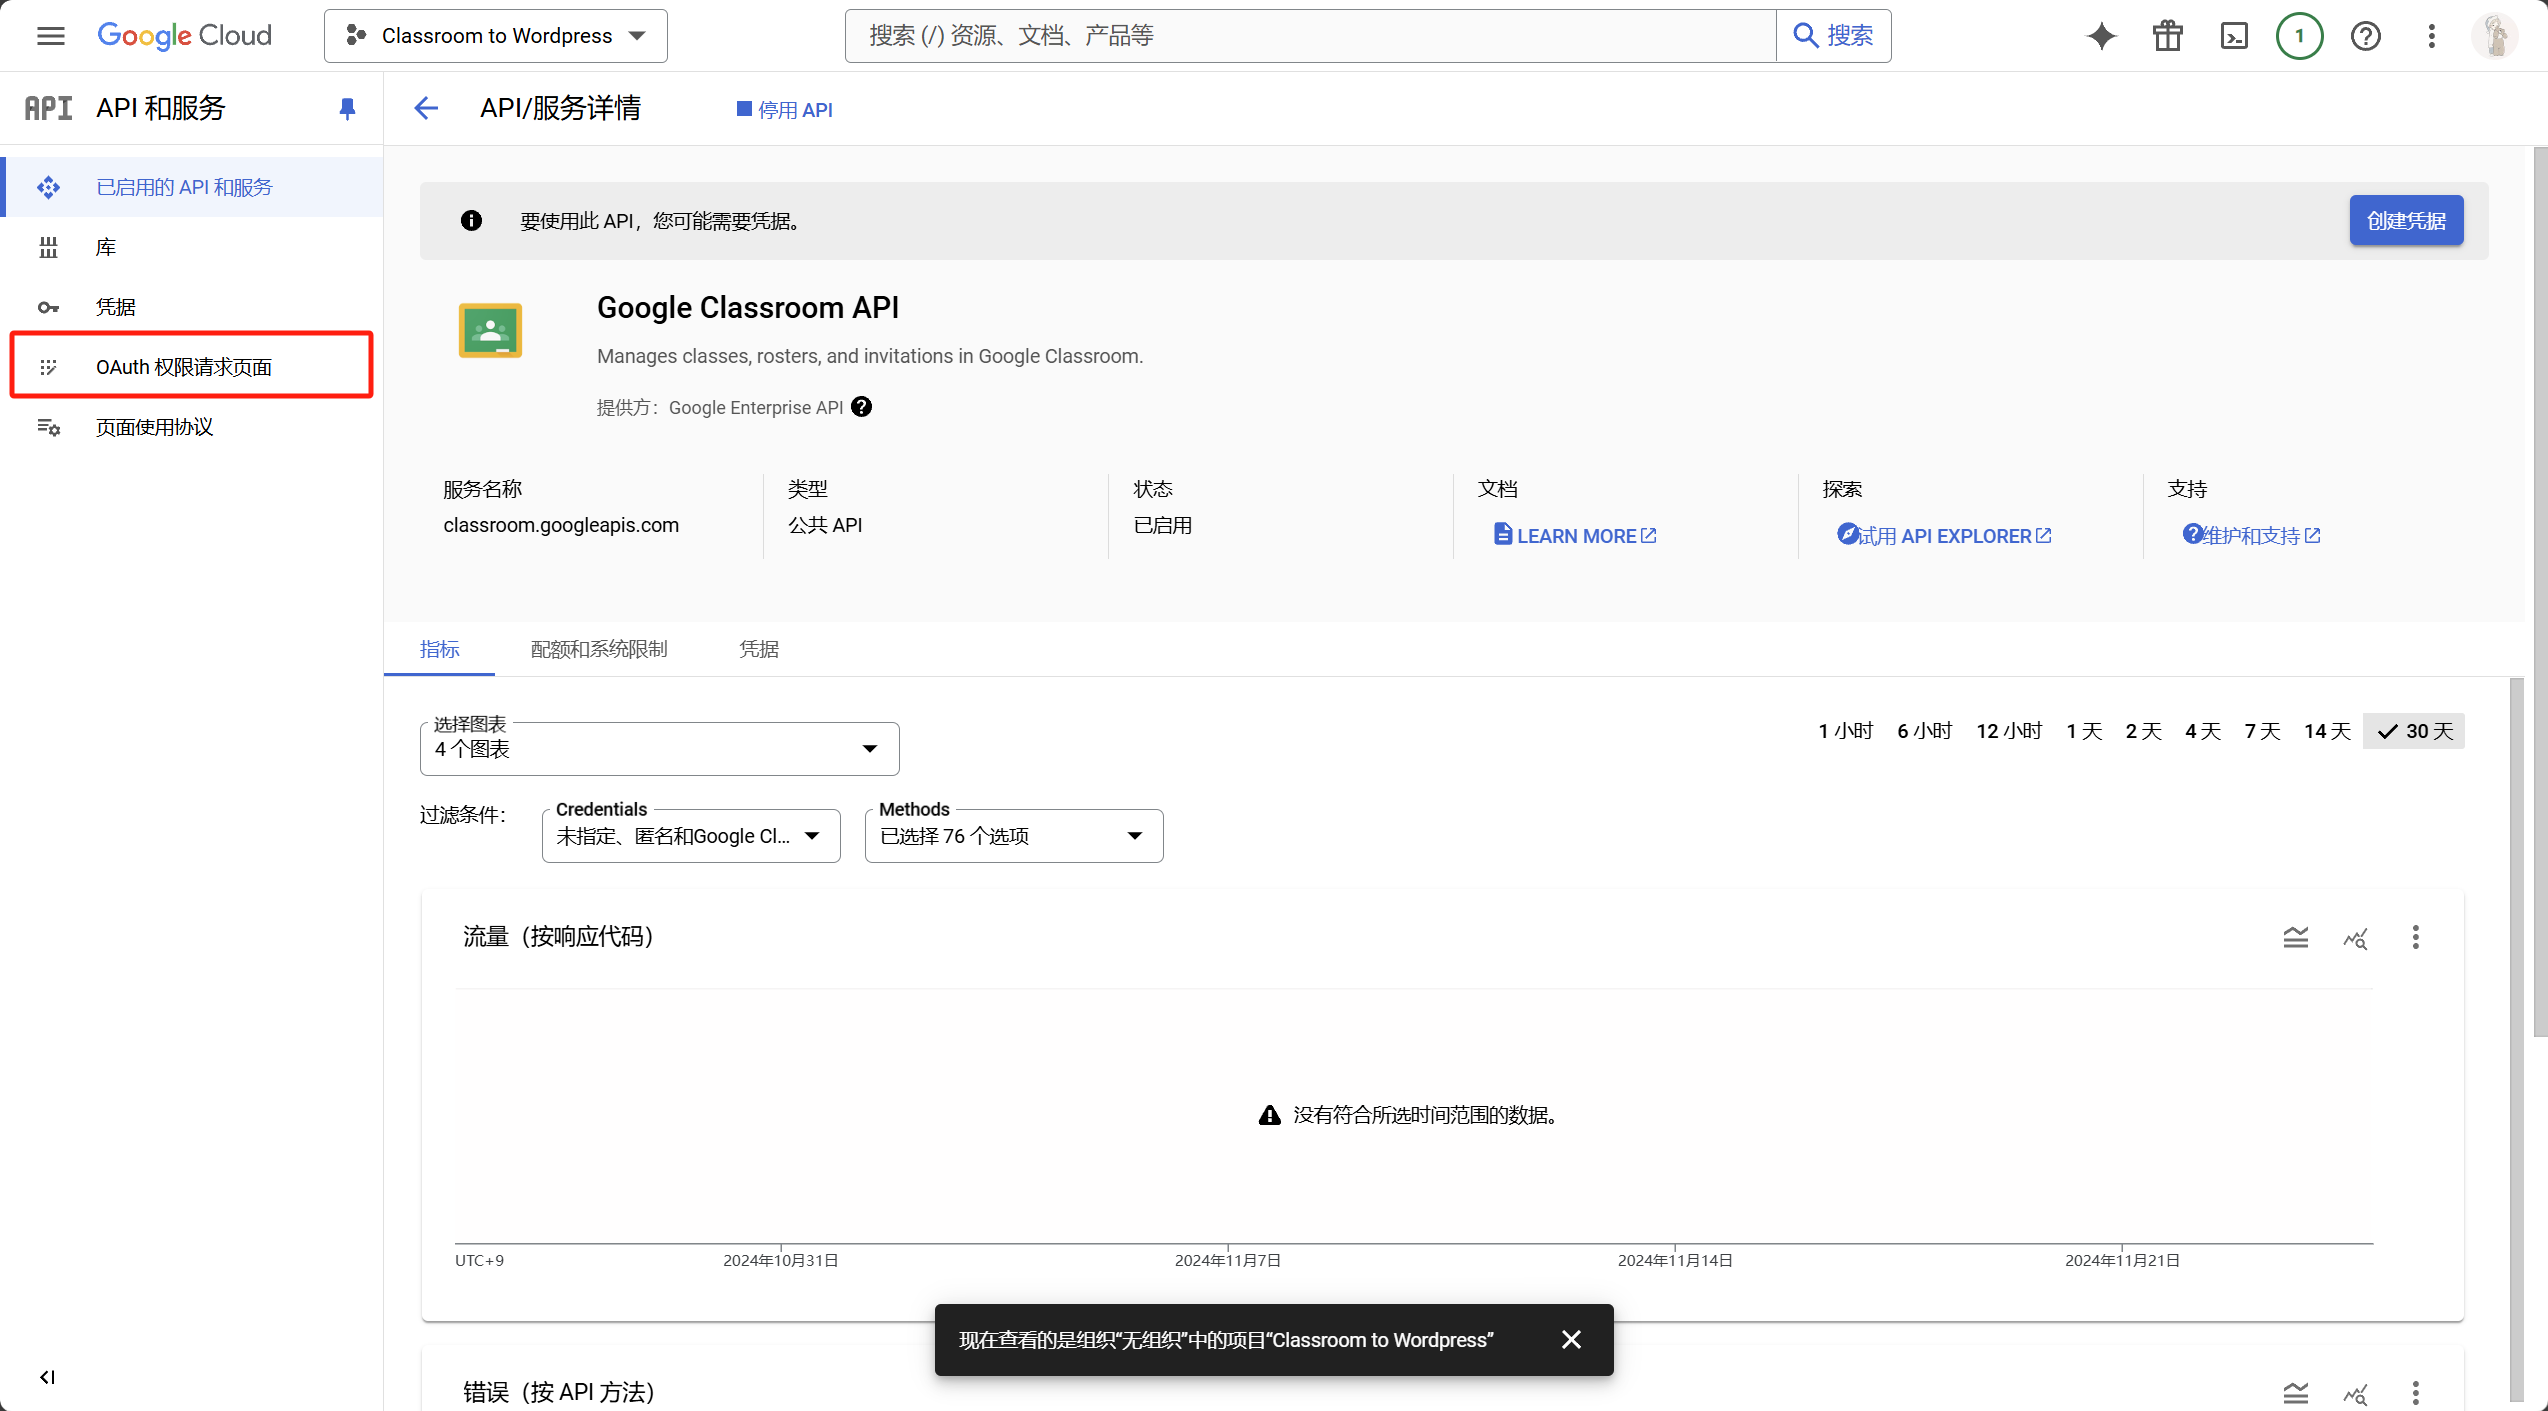 Google Cloud
Classroom to Wordpress
搜索 (/) 资源、文档、产品等
搜索
1
API
API 和服务
API/服务详情
停用 API
已启用的 API 和服务
库
凭据
OAuth 权限请求页面
页面使用协议
要使用此 API，您可能需要凭据。
创建凭据
Google Classroom API
Manages classes, rosters, and invitations in Google Classroom.
提供方：Google Enterprise API
服务名称
classroom.googleapis.com
类型
公共 API
状态
已启用
文档
LEARN MORE
探索
试用 API EXPLORER
支持
维护和支持
指标
配额和系统限制
凭据
选择图表
4 个图表
1 小时
6 小时
12 小时
1 天
2 天
4 天
7 天
14 天
30 天
过滤条件：
Credentials
未指定、匿名和Google Cl...
Methods
已选择 76 个选项
流量（按响应代码）
没有符合所选时间范围的数据。
UTC+9
2024年10月31日
2024年11月7日
2024年11月14日
2024年11月21日
现在查看的是组织“无组织”中的项目“Classroom to Wordpress”
错误（按 API 方法）